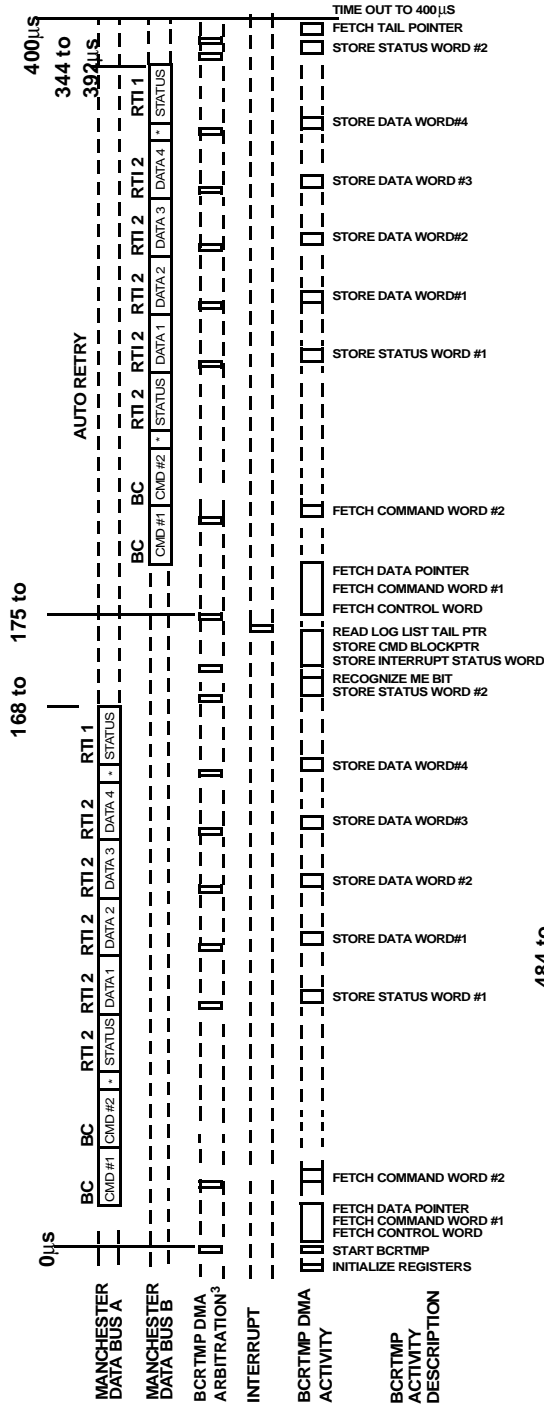 TIME OUT TO 400µS
FETCH TAIL POINTER
STORE STATUS WORD #2
STORE DATA WORD#4
STORE DATA WORD #3
STORE DATA WORD#2
STORE DATA WORD#1
STORE STATUS WORD #1
FETCH COMMAND WORD #2
FETCH DATA POINTER
FETCH COMMAND WORD #1
FETCH CONTROL WORD
READ LOG LIST TAIL PTR
STORE CMD BLOCKPTR
STORE INTERRUPT STATUS WORD
RECOGNIZE ME BIT
STORE STATUS WORD #2
STORE DATA WORD#4
STORE DATA WORD#3
STORE DATA WORD #2
STORE DATA WORD#1
STORE STATUS WORD #1
FETCH COMMAND WORD #2
FETCH DATA POINTER
FETCH COMMAND WORD #1
FETCH CONTROL WORD
START BCRTMP
INITIALIZE REGISTERS
0µs
168 to
175 to
344 to
392µs
400µs
484 to
AUTO RETRY
MANCHESTER
DATA BUS A
BC
BC
RTI 2
RTI 2
RTI 2
RTI 2
RTI 2
RTI 1
CMD #1
CMD #2
*
STATUS
DATA1
DATA 2
DATA 3
DATA 4
*
STATUS
MANCHESTER
DATA BUS B
BC
BC
RTI 2
RTI 2
RTI 2
RTI 2
RTI 2
RTI 1
CMD #1
CMD #2
*
STATUS
DATA 1
DATA 2
DATA 3
DATA 4
*
STATUS
BCRTMP DMA
ARBITRATION3
INTERRUPT
BCRTMP DMA
ACTIVITY
BCRTMP
ACTIVITY
DESCRIPTION